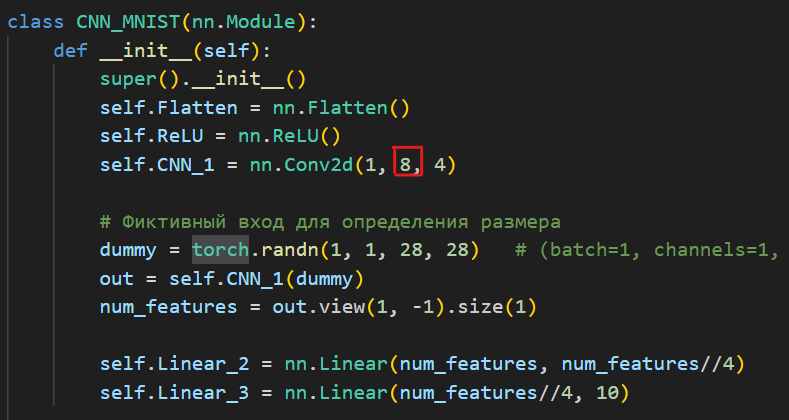 class CNN_MNIST(nn.Module):
    def __init__(self):
        super().__init__()
        self.Flatten = nn.Flatten()
        self.ReLU = nn.ReLU()
        self.CNN_1 = nn.Conv2d(1, 8, 4)
        # Фиктивный вход для определения размера
        dummy = torch.randn(1, 1, 28, 28)   # (batch=1, channels=1,
        out = self.CNN_1(dummy)
        num_features = out.view(1, -1).size(1)
        self.Linear_2 = nn.Linear(num_features, num_features//4)
        self.Linear_3 = nn.Linear(num_features//4, 10)